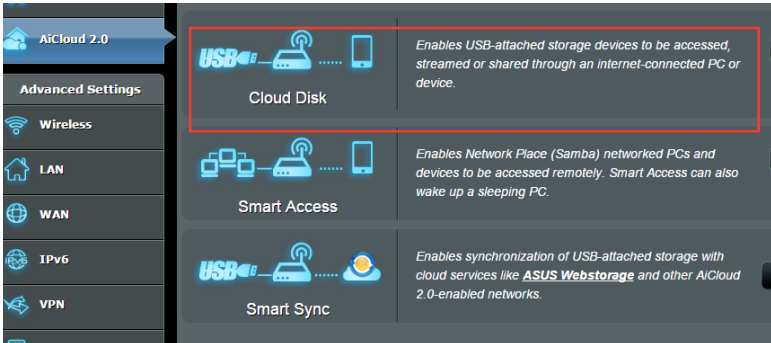 AiCloud 2.0
Advanced Settings
Wireless
LAN
WAN
IPv6
IPv6
VPN
USB
Cloud Disk
Enables USB-attached storage devices to be accessed,
streamed or shared through an internet-connected PC or
device.
Smart Access
Enables Network Place (Samba) networked PCs and
devices to be accessed remotely. Smart Access can also
wake up a sleeping PC.
USB
Smart Sync
Enables synchronization of USB-attached storage with
cloud services like ASUS Webstorage and other AiCloud
2.0-enabled networks.